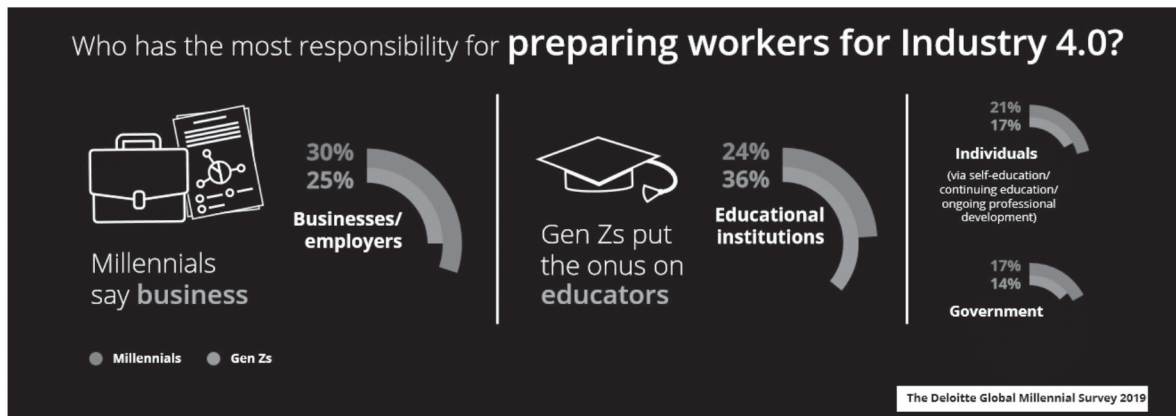 Who has the most responsibility for preparing workers for Industry 4.0?
Millennials
say business
30%
25%
Businesses/
employers
Gen Zs put
the onus on
educators
24%
36%
Educational
institutions
21%
17%
Individuals
(via self-education/
continuing education/
ongoing professional
development)
17%
14%
Government
Millennials
Gen Zs
The Deloitte Global Millennial Survey 2019